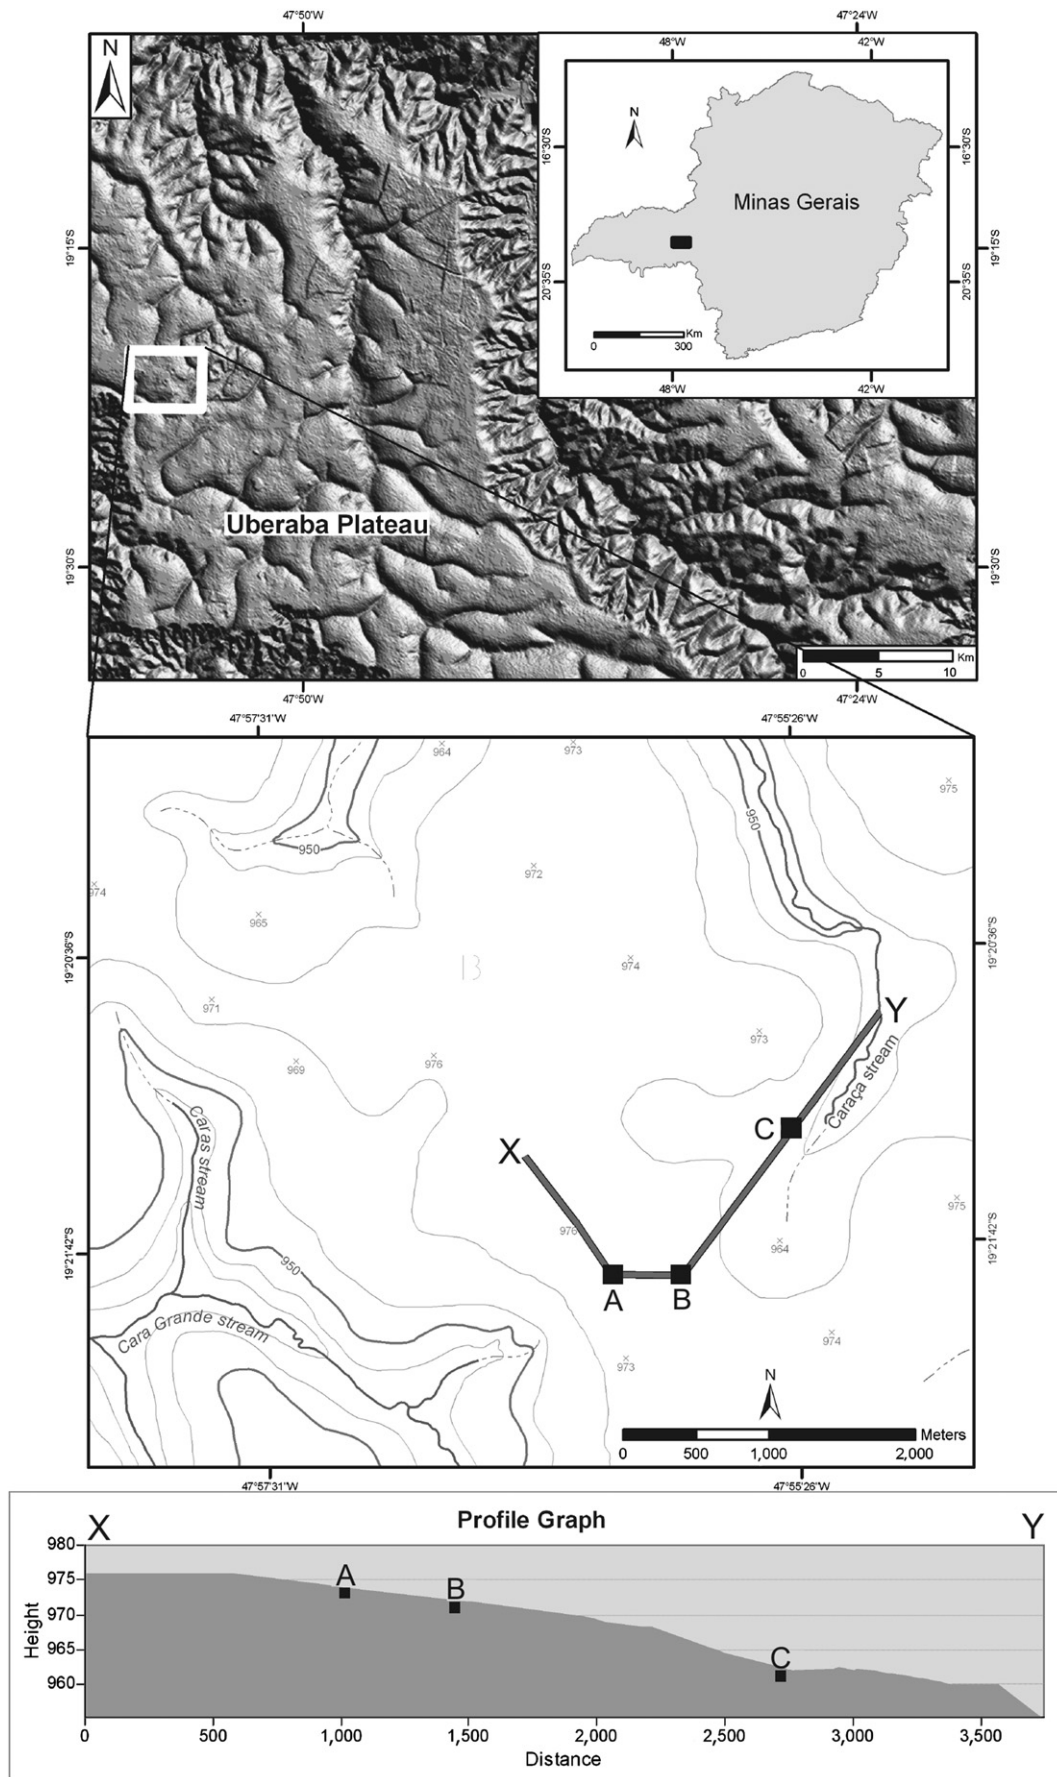 47°50'W
47°24'W
N
48°W
42°W
N
16°30'S
16°30'S
Minas Gerais
19°15'S
20°35'S
20°35'S
19°15'S
Km
0
300
48°W
42°W
Uberaba Plateau
19°30'S
19°30'S
Km
0
5
10
47°50'W
47°24'W
47°57'31"W
47°55'26"W
964
973
975
950
950
972
974
965
19°20'36"S
19°20'36"S
974
13
971
Y
973
976
969
Caraça stream
C
Caras stream
X
975
976
964
19°21'42"S
19°21'42"S
950
A
B
Cara Grande stream
974
973
N
Meters
0
500
1,000
2,000
47°57'31"W
47°55'26"W
X
Profile Graph
Y
980
975
970
965
960
Height
A
B
C
0
500
1,000
1,500
2,000
2,500
3,000
3,500
Distance